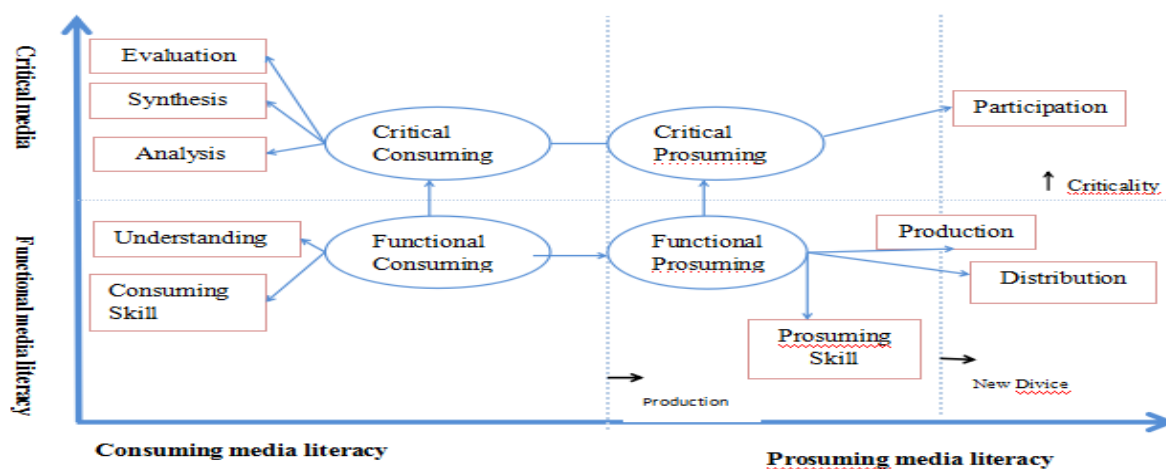 Critical media
Functional media literacy
Evaluation
Synthesis
Analysis
Critical
Consuming
Critical
Prosuming
Participation
↑ Criticality
Understanding
Consuming
Skill
Functional
Consuming
Functional
Prosuming
Production
Distribution
Prosuming
Skill
Production
New Divice
Consuming media literacy
Prosuming media literacy